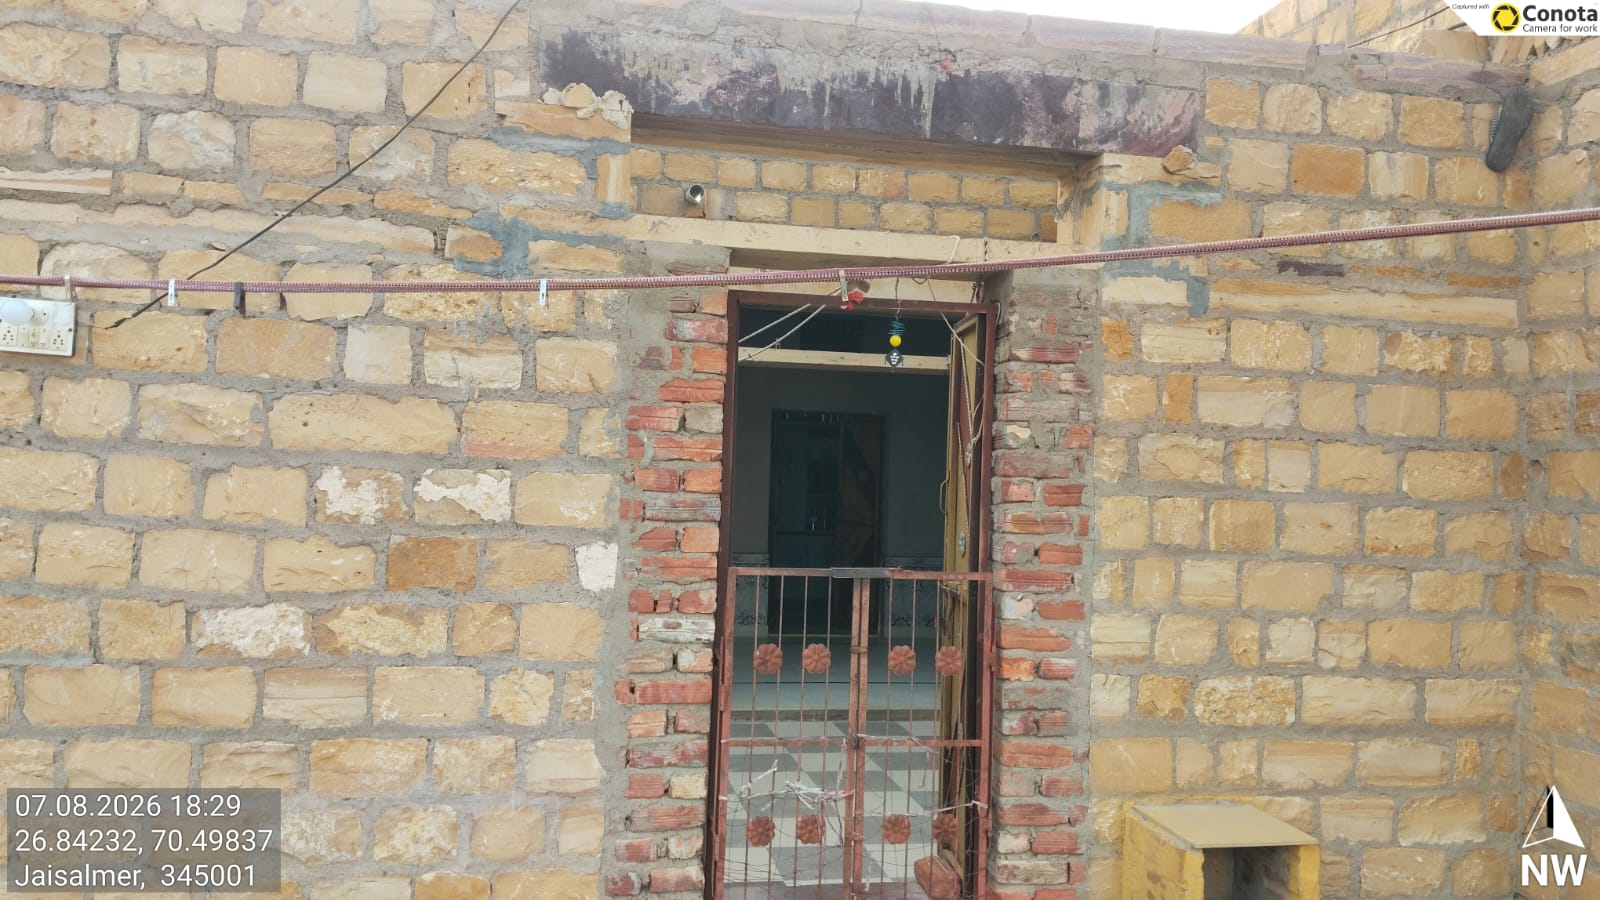 Captured with
Conota
Camera for work
07.08.2026 18:29
26.84232, 70.49837
Jaisalmer, 345001
NW